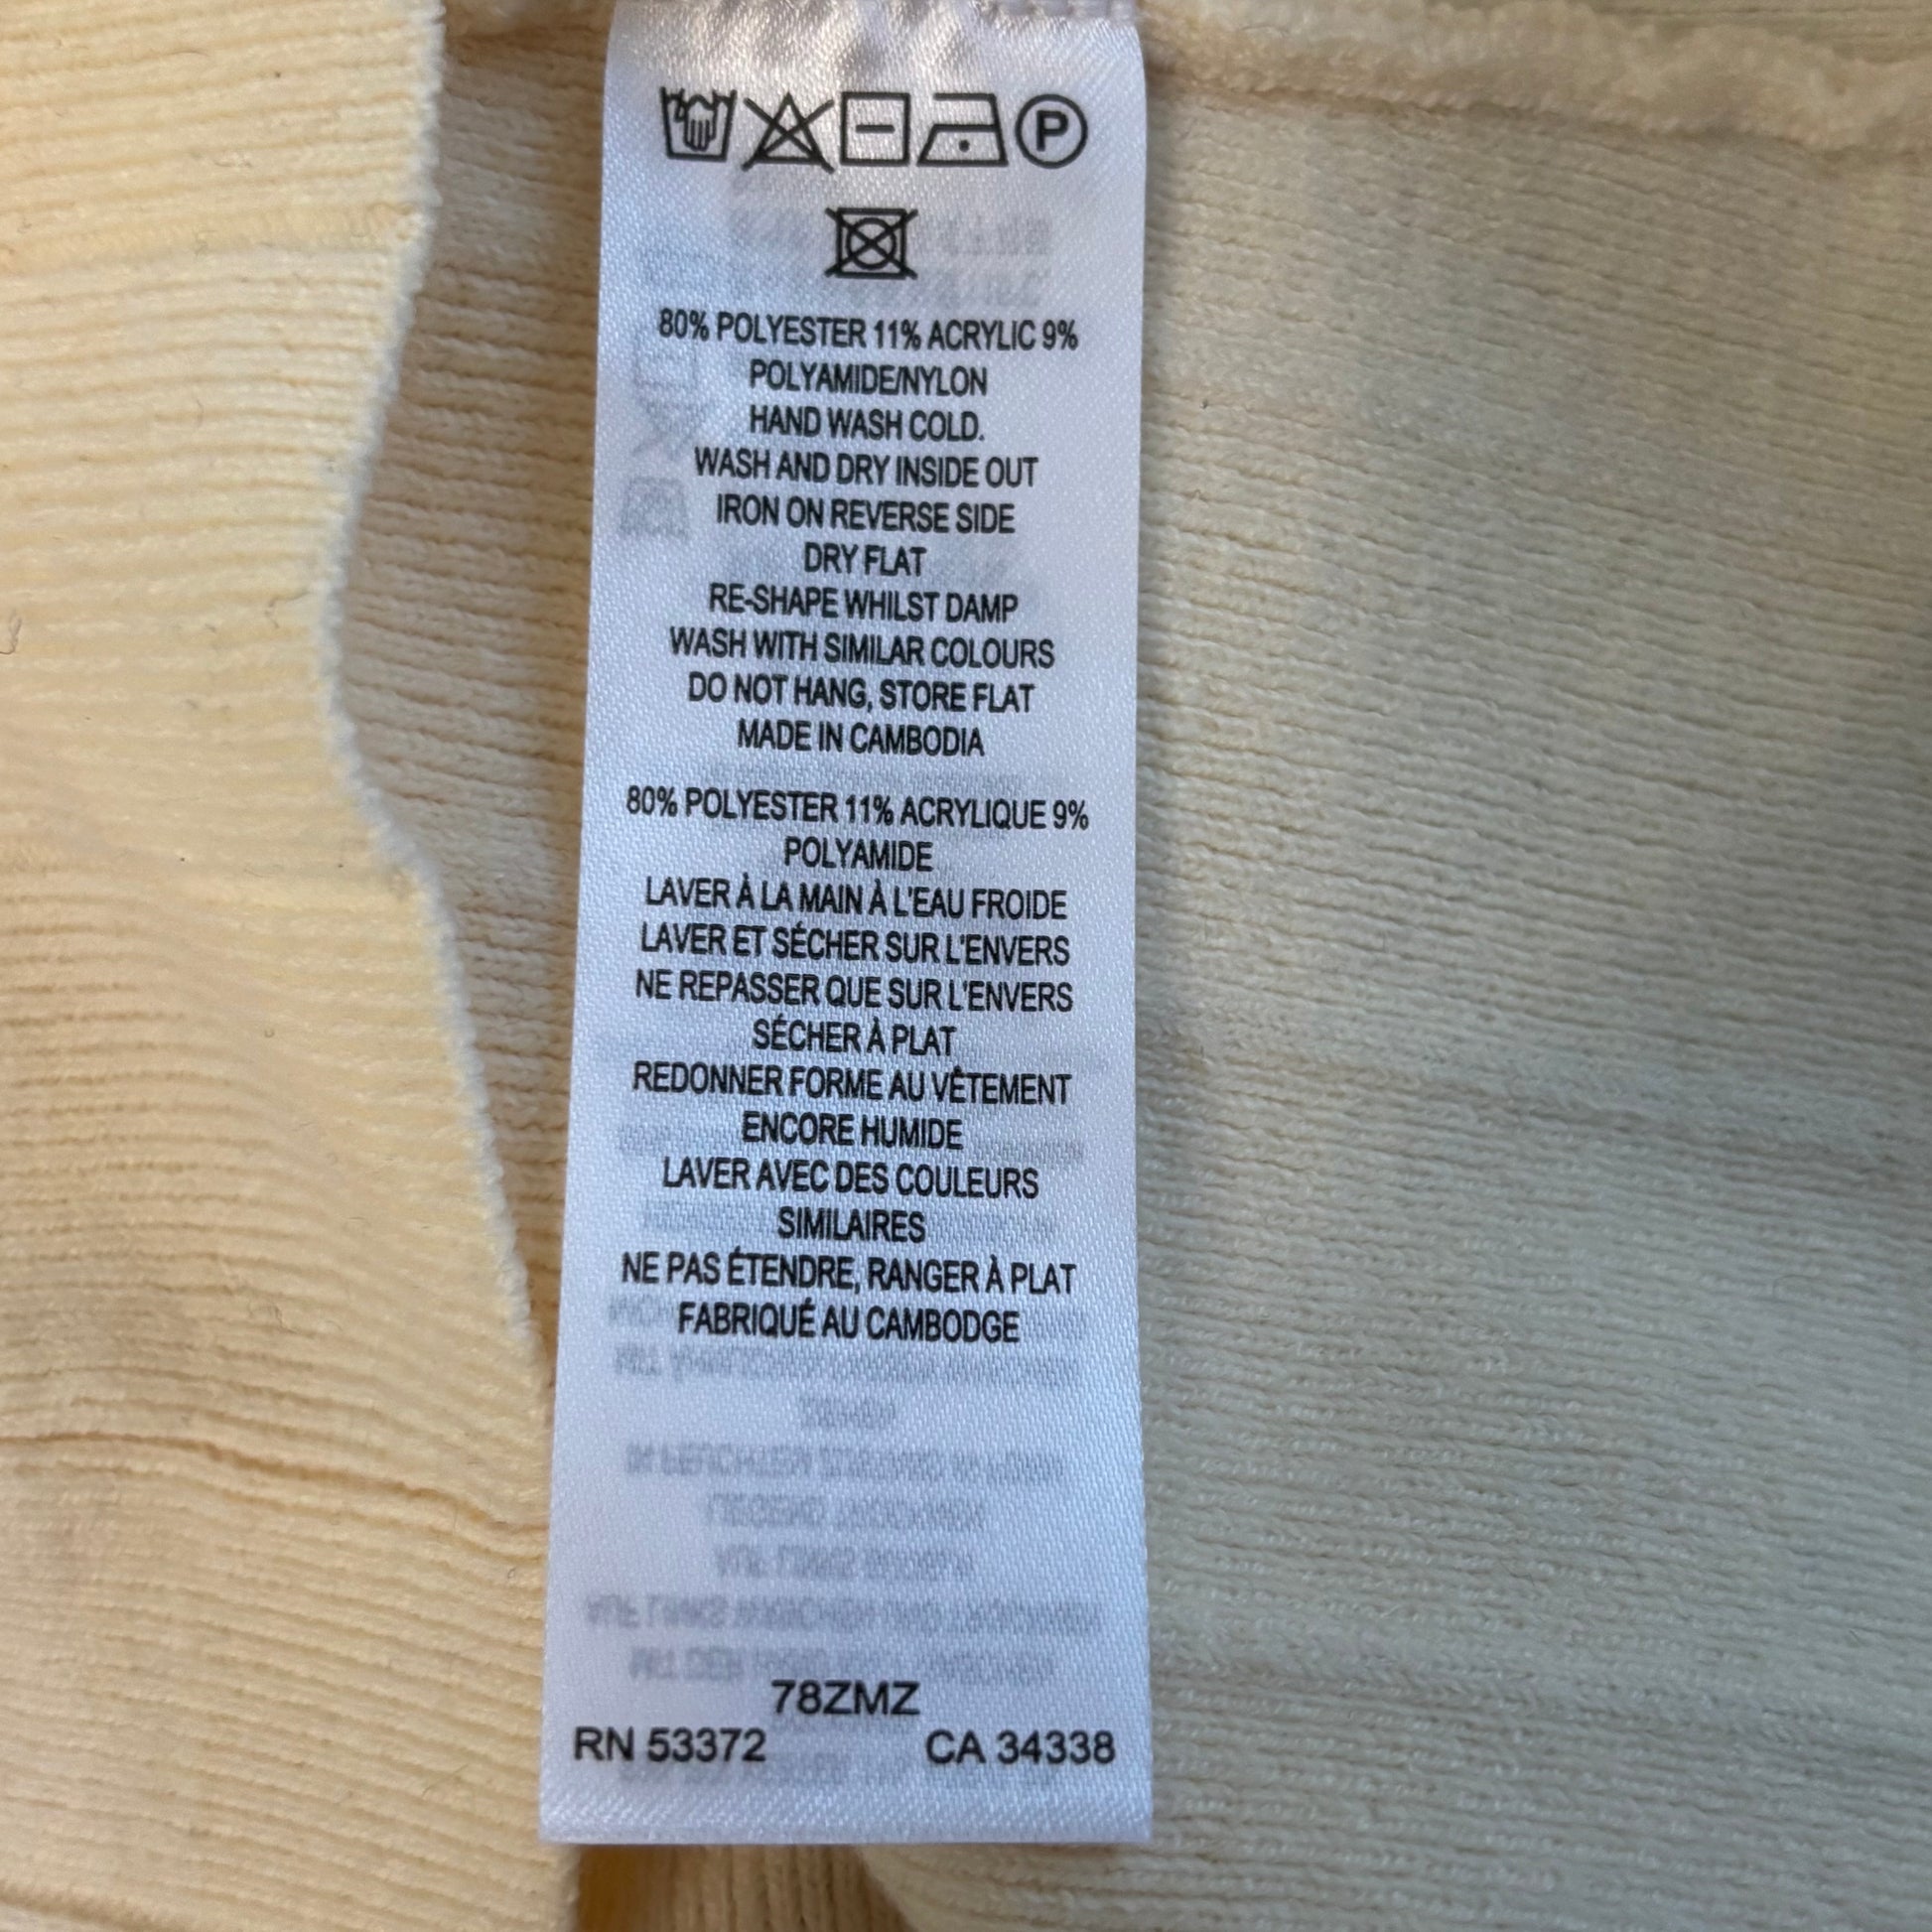 P
80% POLYESTER 11% ACRYLIC 9%
POLYAMIDE/NYLON
HAND WASH COLD.
WASH AND DRY INSIDE OUT
IRON ON REVERSE SIDE
DRY FLAT
RE-SHAPE WHILST DAMP
WASH WITH SIMILAR COLOURS
DO NOT HANG, STORE FLAT
MADE IN CAMBODIA
80% POLYESTER 11% ACRYLIQUE 9%
POLYAMIDE
LAVER À LA MAIN À L'EAU FROIDE
LAVER ET SÉCHER SUR L'ENVERS
NE REPASSER QUE SUR L'ENVERS
SÉCHER À PLAT
REDONNER FORME AU VÊTEMENT
ENCORE HUMIDE
LAVER AVEC DES COULEURS
SIMILAIRES
NE PAS ÉTENDRE, RANGER À PLAT
FABRIQUÉ AU CAMBODGE
78ZMZ
RN 53372 CA 34338